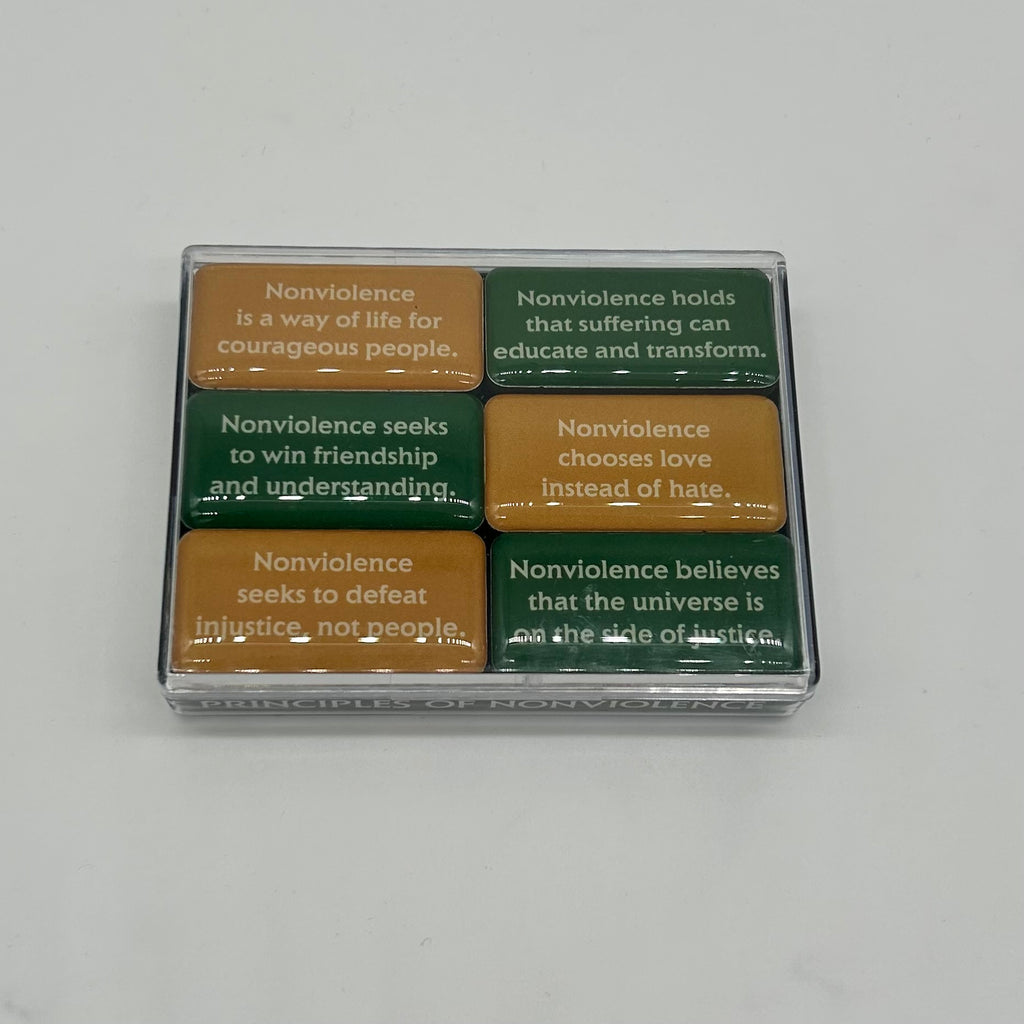 Nonviolence
is a way of life for
courageous people.
Nonviolence holds
that suffering can
educate and transform.
Nonviolence seeks
to win friendship
and understanding.
Nonviolence
chooses love
instead of hate.
Nonviolence
seeks to defeat
injustice, not people.
Nonviolence believes
that the universe is
on the side of justice.
PRINCIPLES OF NONVIOLENCE